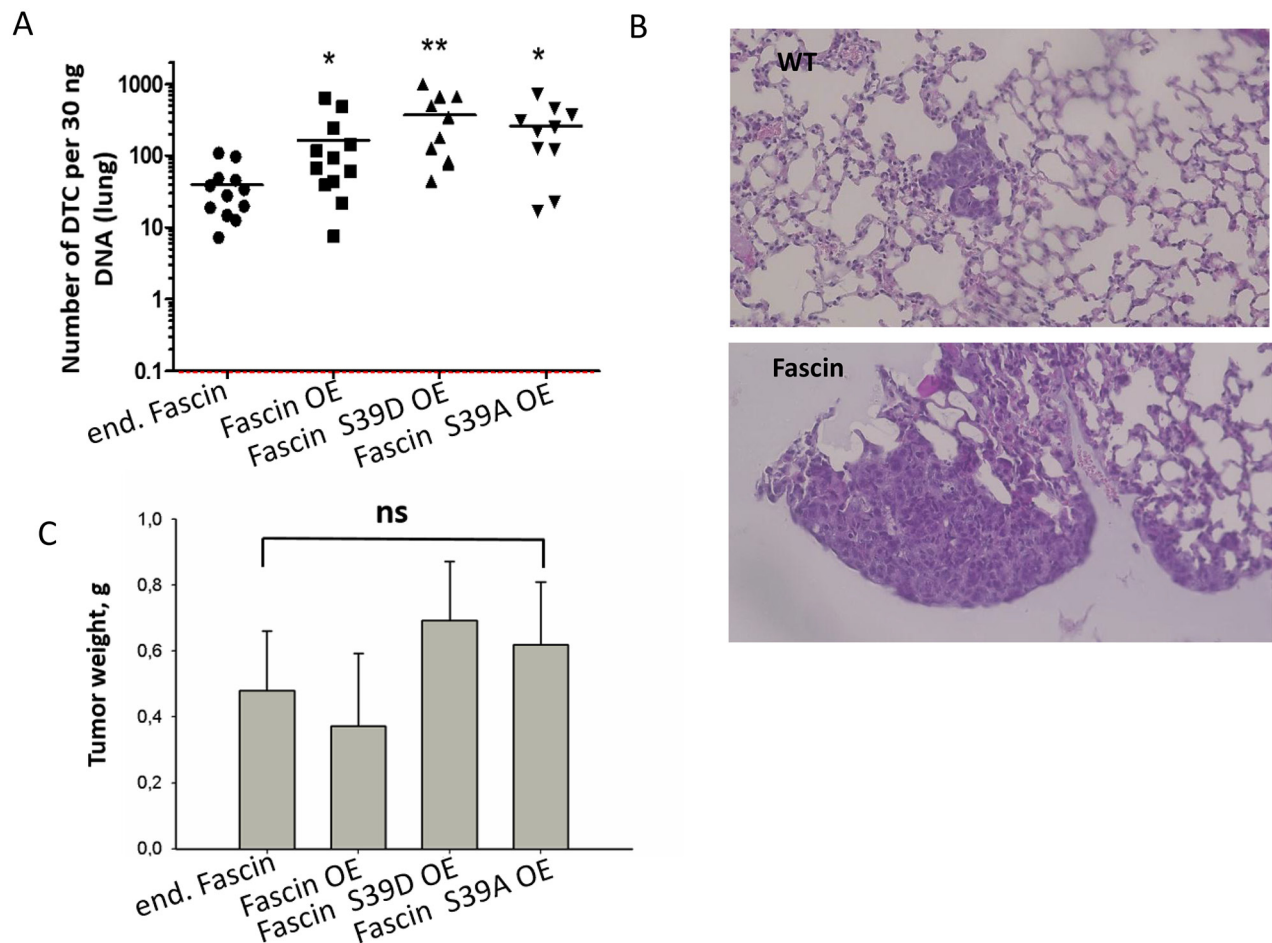 A
Number of DTC per 30 ng
DNA (lung)
1000
100
10
1
0.1
*
**
*
end. Fascin
Fascin OE
Fascin S39D OE
Fascin S39A OE
B
WT
Fascin
C
Tumor weight, g
1,0
0,8
0,6
0,4
0,2
0,0
ns
end. Fascin
Fascin OE
Fascin S39D OE
Fascin S39A OE